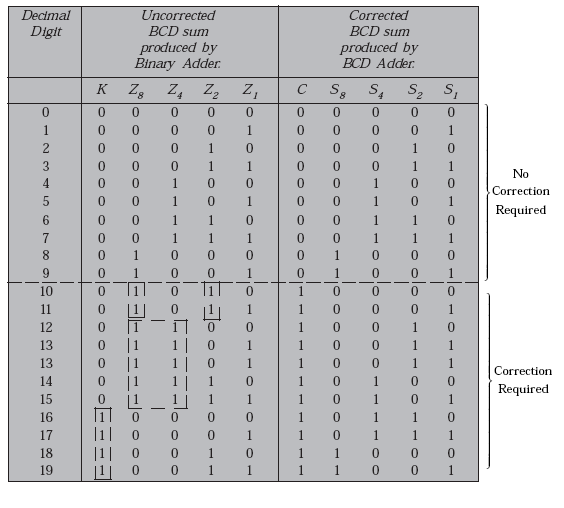 Decimal Digit Uncorrected BCD sum produced by Binary Adder. Corrected BCD sum produced by BCD Adder.
K Z8 Z4 Z2 Z1 C S8 S4 S2 S1
0 0 0 0 0 0 0 0 0 0 0
1 0 0 0 0 1 0 0 0 0 1
2 0 0 0 1 0 0 0 0 1 0
3 0 0 0 1 1 0 0 0 1 1
4 0 0 1 0 0 0 0 1 0 0
5 0 0 1 0 1 0 0 1 0 1
6 0 0 1 1 0 0 0 1 1 0
7 0 0 1 1 1 0 0 1 1 1
8 0 1 0 0 0 0 1 0 0 0
9 0 1 0 0 1 0 1 0 0 1
No Correction Required
10 0 1 0 1 0 1 0 0 0 0
11 0 1 0 1 1 1 0 0 0 1
12 0 1 1 0 0 1 0 0 1 0
13 0 1 1 0 1 1 0 0 1 1
13 0 1 1 0 1 1 0 0 1 1
14 0 1 1 1 0 1 0 1 0 0
15 0 1 1 1 1 1 0 1 0 1
16 1 0 0 0 0 1 0 1 1 0
17 1 0 0 0 1 1 0 1 1 1
18 1 0 0 1 0 1 1 0 0 0
19 1 0 0 1 1 1 1 0 0 1
Correction Required